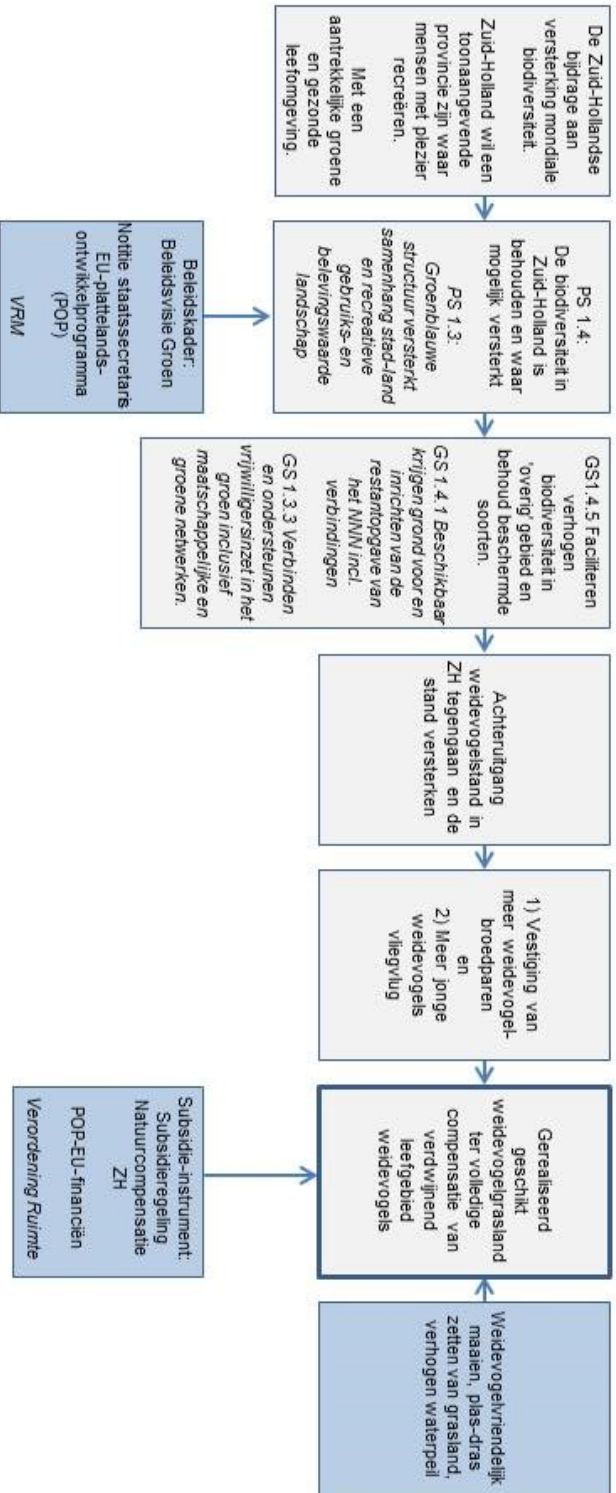 De Zuid-Hollandse
bijdrage aan
versterking mondiale
biodiversiteit.
Zuid-Holland wil een
toonaangevende
provincie zijn waar
mensen met plezier
recreëren.
Met een
aantrekkelijke groene
en gezonde
leefomgeving.
PS 1.4:
De biodiversiteit in
Zuid-Holland is
behouden en waar
mogelijk versterkt
PS 1.3:
Groenblauwe
structuur versterkt
samenhang stad-land
en recreatieve
gebruiks- en
belevingswaarde
landschap
Beleidskader:
Beleidsvisie Groen
Notitie staatssecretaris
EU-plattelands-
ontwikkelprogramma
(POP)
VRM
GS1.4.5 Faciliteren
verhogen
biodiversiteit in
'overig' gebied en
behoud beschermde
soorten.
GS 1.4.1 Beschikbaar
krijgen grond voor en
inrichten van de
restantopgave van
het NNN incl.
verbindingen
GS 1.3.3 Verbinden
en ondersteunen
vrijwilligersinzet in het
groen inclusief
maatschappelijke en
groene netwerken.
Achteruitgang
weidevogelstand in
ZH tegengaan en de
stand versterken
1) Vestiging van
meer weidevogel-
broedparen
en
2) Meer jonge
weidevogels
vliegvlug
Gerealiseerd
geschikt
weidevogelgrasland
ter volledige
compensatie van
verdwijnend
leefgebied
weidevogels
Subsidie-instrument:
Subsidieregeling
Natuurcompensatie
ZH
POP-EU-financiën
Verordening Ruimte
Weidevogelvriendelijk
maaien, plas-dras
zetten van grasland,
verhogen waterpeil